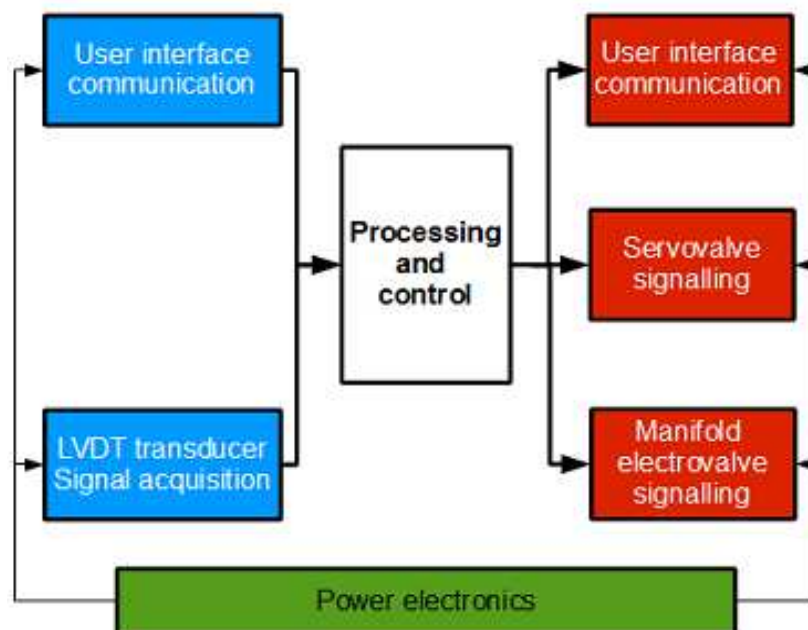 User interface
communication
User interface
communication
Processing
and
control
Servovalve
signalling
LVDT transducer
Signal acquisition
Manifold
electrovalve
signalling
Power electronics